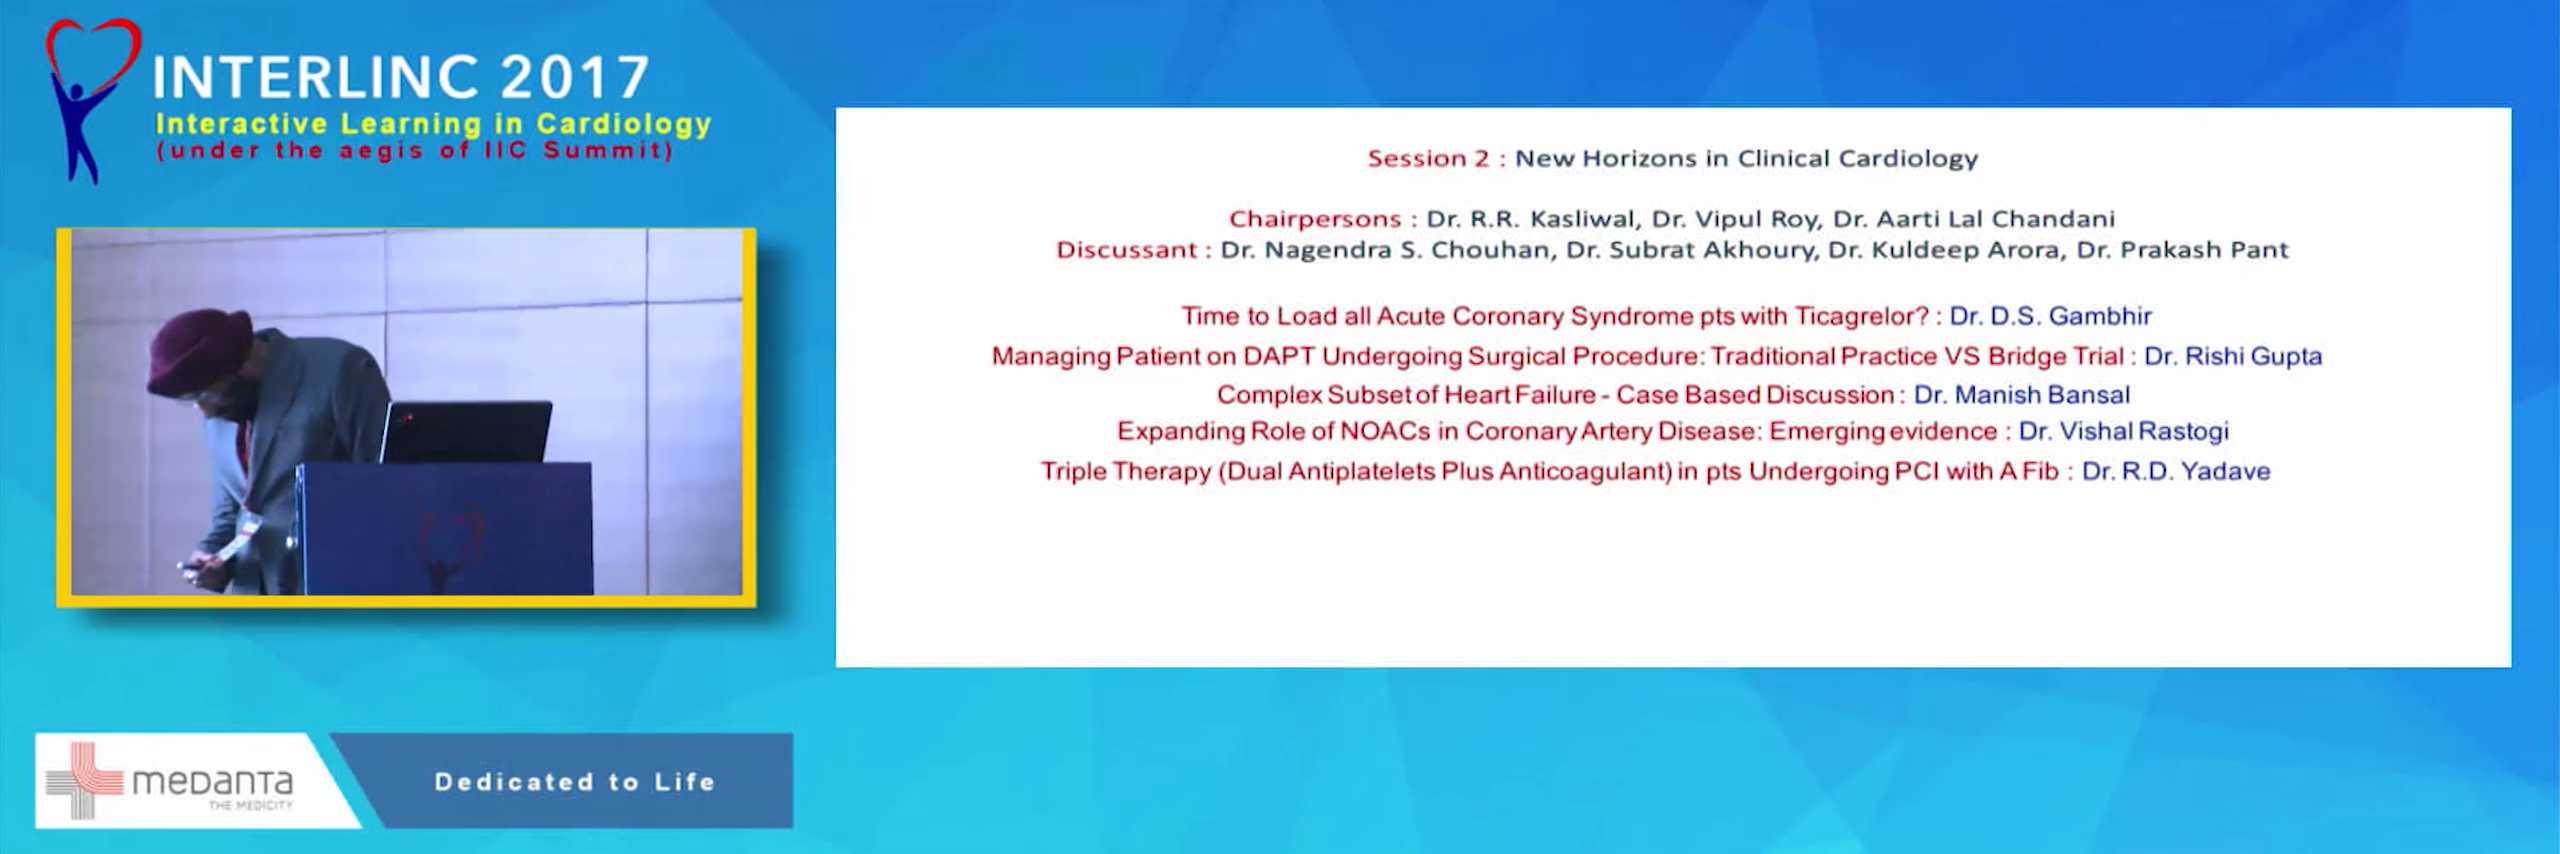 INTERLINC 2017
Interactive Learning in Cardiology
(under the aegis of IIC Summit)
Session 2 : New Horizons in Clinical Cardiology
Chairpersons : Dr. R.R. Kasliwal, Dr. Vipul Roy, Dr. Aarti Lal Chandani
Discussant : Dr. Nagendra S. Chouhan, Dr. Subrat Akhoury, Dr. Kuldeep Arora, Dr. Prakash Pant
Time to Load all Acute Coronary Syndrome pts with Ticagrelor? : Dr. D.S. Gambhir
Managing Patient on DAPT Undergoing Surgical Procedure: Traditional Practice VS Bridge Trial : Dr. Rishi Gupta
Complex Subset of Heart Failure - Case Based Discussion : Dr. Manish Bansal
Expanding Role of NOACs in Coronary Artery Disease: Emerging evidence : Dr. Vishal Rastogi
Triple Therapy (Dual Antiplatelets Plus Anticoagulant) in pts Undergoing PCI with A Fib : Dr. R.D. Yadave
meDanTa
THE MEDICITY
Dedicated to Life